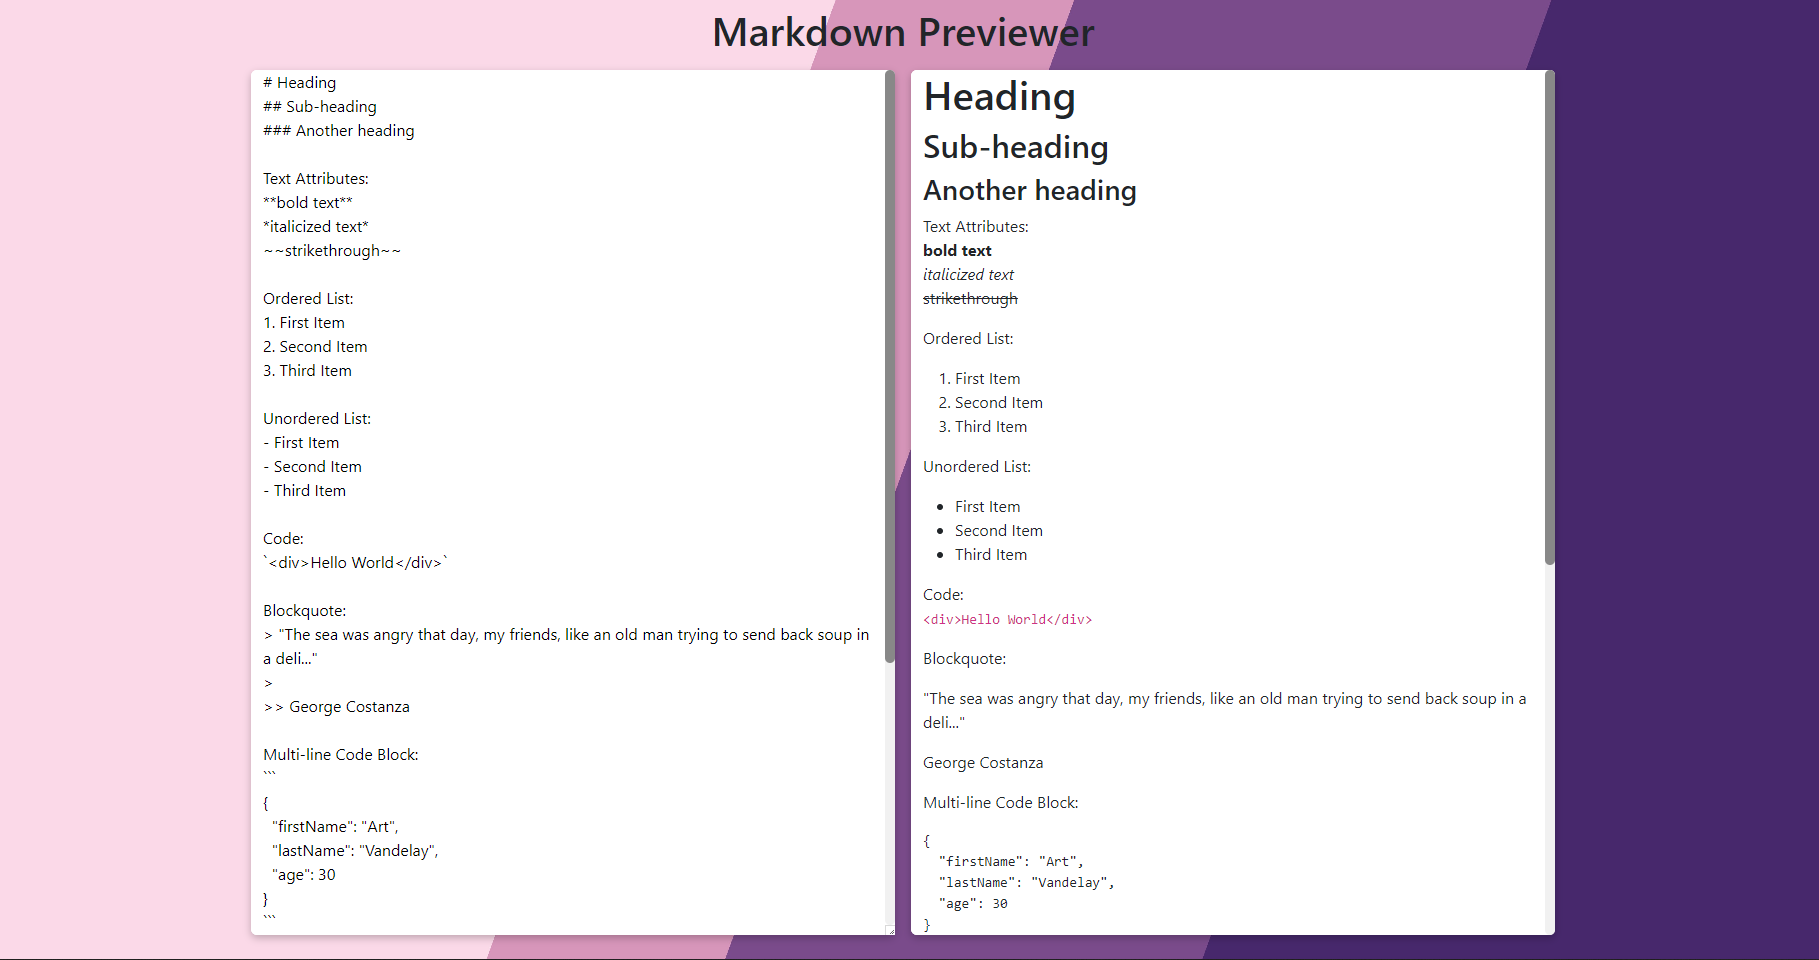 Markdown Previewer
# Heading
## Sub-heading
### Another heading
Text Attributes:
**bold text**
*italicized text*
~~strikethrough~~
Ordered List:
1. First Item
2. Second Item
3. Third Item
Unordered List:
- First Item
- Second Item
- Third Item
Code:
`<div>Hello World</div>`
Blockquote:
> "The sea was angry that day, my friends, like an old man trying to send back soup in
a deli..."
>
>> George Costanza
Multi-line Code Block:
```
{
  "firstName": "Art",
  "lastName": "Vandelay",
  "age": 30
}
```
Heading
Sub-heading
Another heading
Text Attributes:
bold text
italicized text
strikethrough
Ordered List:
1. First Item
2. Second Item
3. Third Item
Unordered List:
• First Item
• Second Item
• Third Item
Code:
<div>Hello World</div>
Blockquote:
"The sea was angry that day, my friends, like an old man trying to send back soup in a
deli..."
George Costanza
Multi-line Code Block:
{
  "firstName": "Art",
  "lastName": "Vandelay",
  "age": 30
}